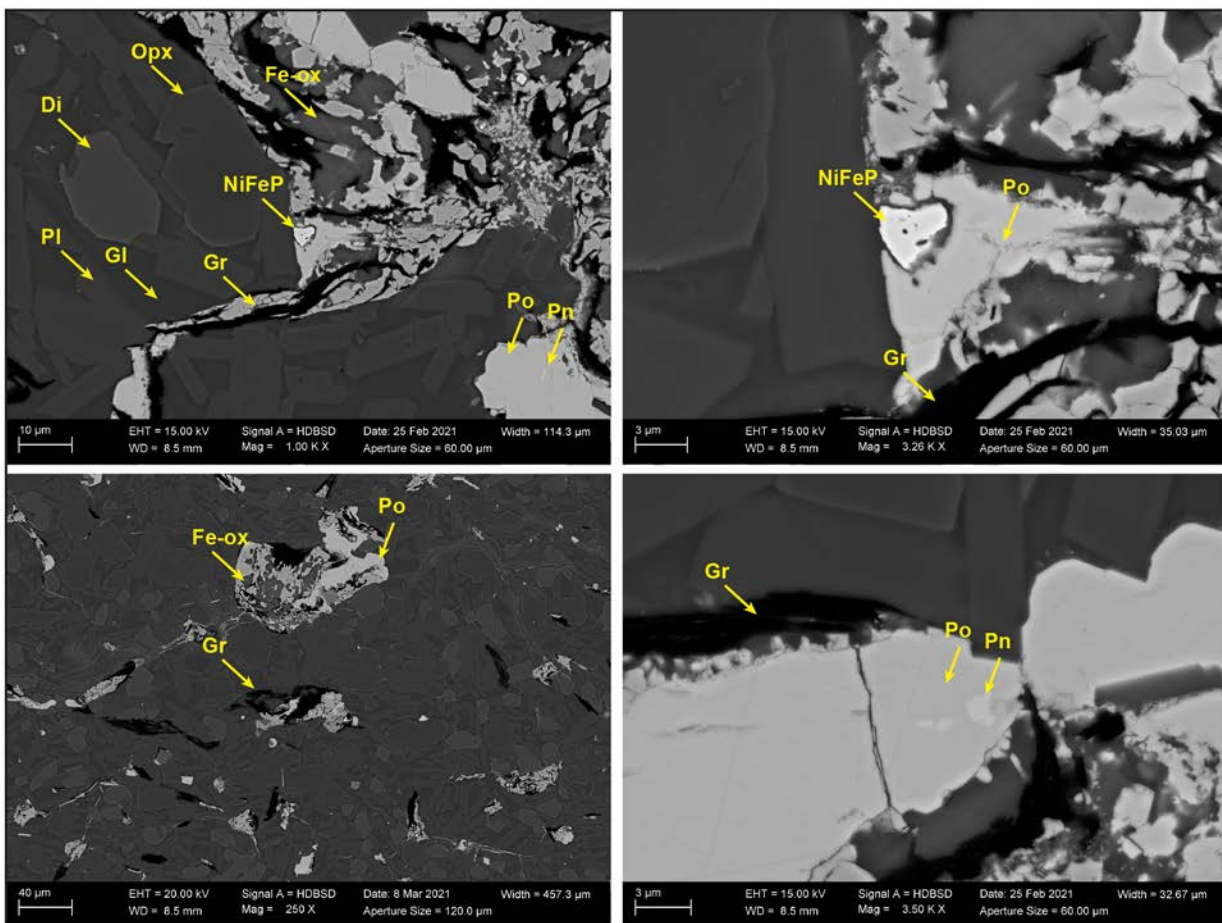 Opx
Fe-ox
Di
NiFeP
Pl
Gl
Gr
Po
Pn
10 µm
EHT = 15.00 kV
Signal A = HDBSD
Date: 25 Feb 2021
Width = 114.3 µm
WD = 8.5 mm
Mag = 1.00 K X
Aperture Size = 60.00 µm
NiFeP
Po
Gr
3 µm
EHT = 15.00 kV
Signal A = HDBSD
Date: 25 Feb 2021
Width = 35.03 µm
WD = 8.5 mm
Mag = 3.26 K X
Aperture Size = 60.00 µm
Po
Fe-ox
Gr
40 µm
EHT = 20.00 kV
Signal A = HDBSD
Date: 8 Mar 2021
Width = 457.3 µm
WD = 8.5 mm
Mag = 250 X
Aperture Size = 120.0 µm
Gr
Po
Pn
3 µm
EHT = 15.00 kV
Signal A = HDBSD
Date: 25 Feb 2021
Width = 32.67 µm
WD = 8.5 mm
Mag = 3.50 K X
Aperture Size = 60.00 µm